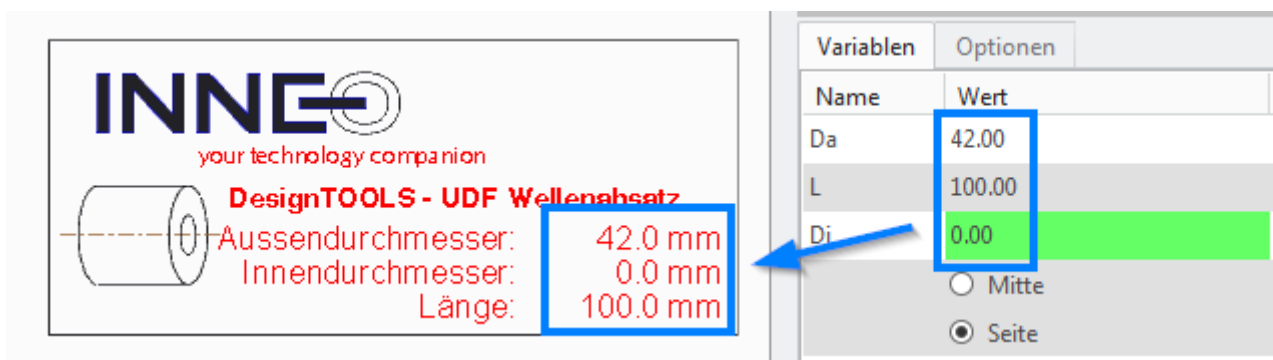 INNEO
your technology companion
DesignTOOLS - UDF Wellenabsatz
Aussendurchmesser: 42.0 mm
Innendurchmesser: 0.0 mm
Länge: 100.0 mm
Variablen Optionen
Name Wert
Da 42.00
L 100.00
Di 0.00
Mitte
Seite